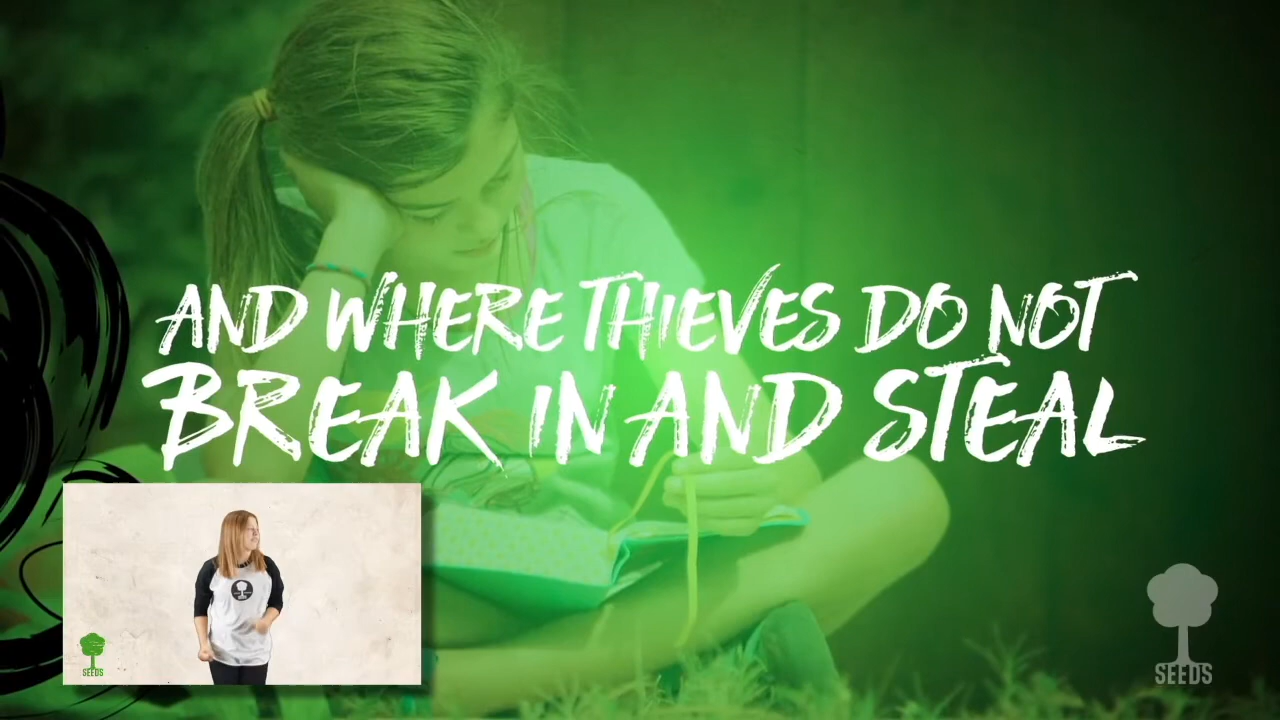 AND WHERE THIEVES DO NOT
BREAK IN AND STEAL
SEEDS
SEEDS